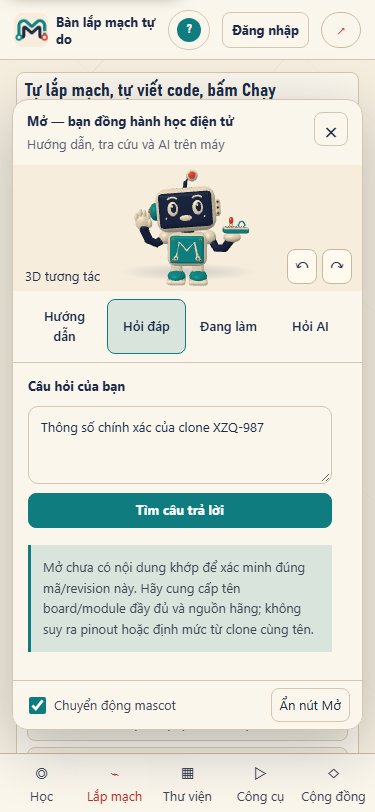 Bàn lắp mạch tự
do
?
Đăng nhập
Tự lắp mạch, tự viết code, bấm Chạy
Mở — bạn đồng hành học điện tử
Hướng dẫn, tra cứu và AI trên máy
3D tương tác
Hướng
dẫn
Hỏi đáp
Đang làm
Hỏi AI
Câu hỏi của bạn
Thông số chính xác của clone XZQ-987
Tìm câu trả lời
Mở chưa có nội dung khớp để xác minh đúng
mã/revision này. Hãy cung cấp tên
board/module đầy đủ và nguồn hãng; không
suy ra pinout hoặc định mức từ clone cùng tên.
Chuyển động mascot
Ẩn nút Mở
Học
Lắp mạch
Thư viện
Công cụ
Cộng đồng